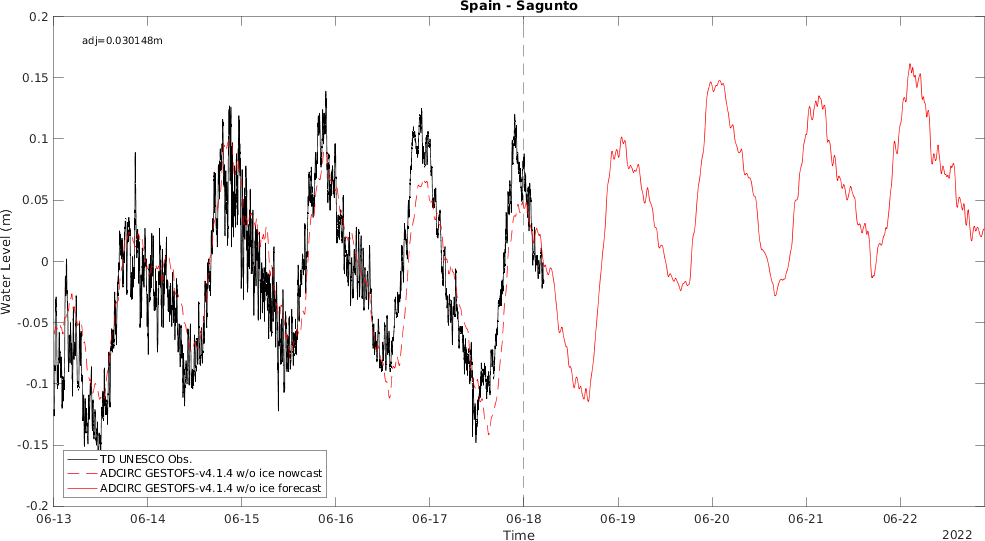 Spain - Sagunto
adj=0.030148m
0.2
0.15
0.1
0.05
0
-0.05
-0.1
-0.15
-0.2
Water Level (m)
TD UNESCO Obs.
ADCIRC GESTOFS-v4.1.4 w/o ice nowcast
ADCIRC GESTOFS-v4.1.4 w/o ice forecast
06-13 06-14 06-15 06-16 06-17 06-18 06-19 06-20 06-21 06-22
Time
2022